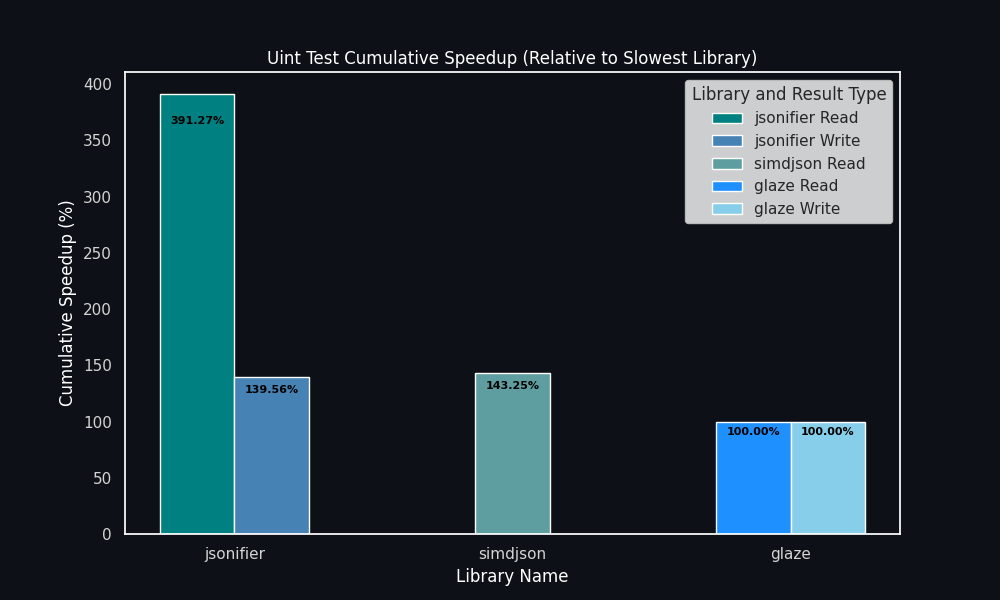 Uint Test Cumulative Speedup (Relative to Slowest Library)
Cumulative Speedup (%)
400
350
300
250
200
150
100
50
0
391.27%
139.56%
143.25%
100.00%
100.00%
Library and Result Type
jsonifier Read
jsonifier Write
simdjson Read
glaze Read
glaze Write
jsonifier
simdjson
glaze
Library Name